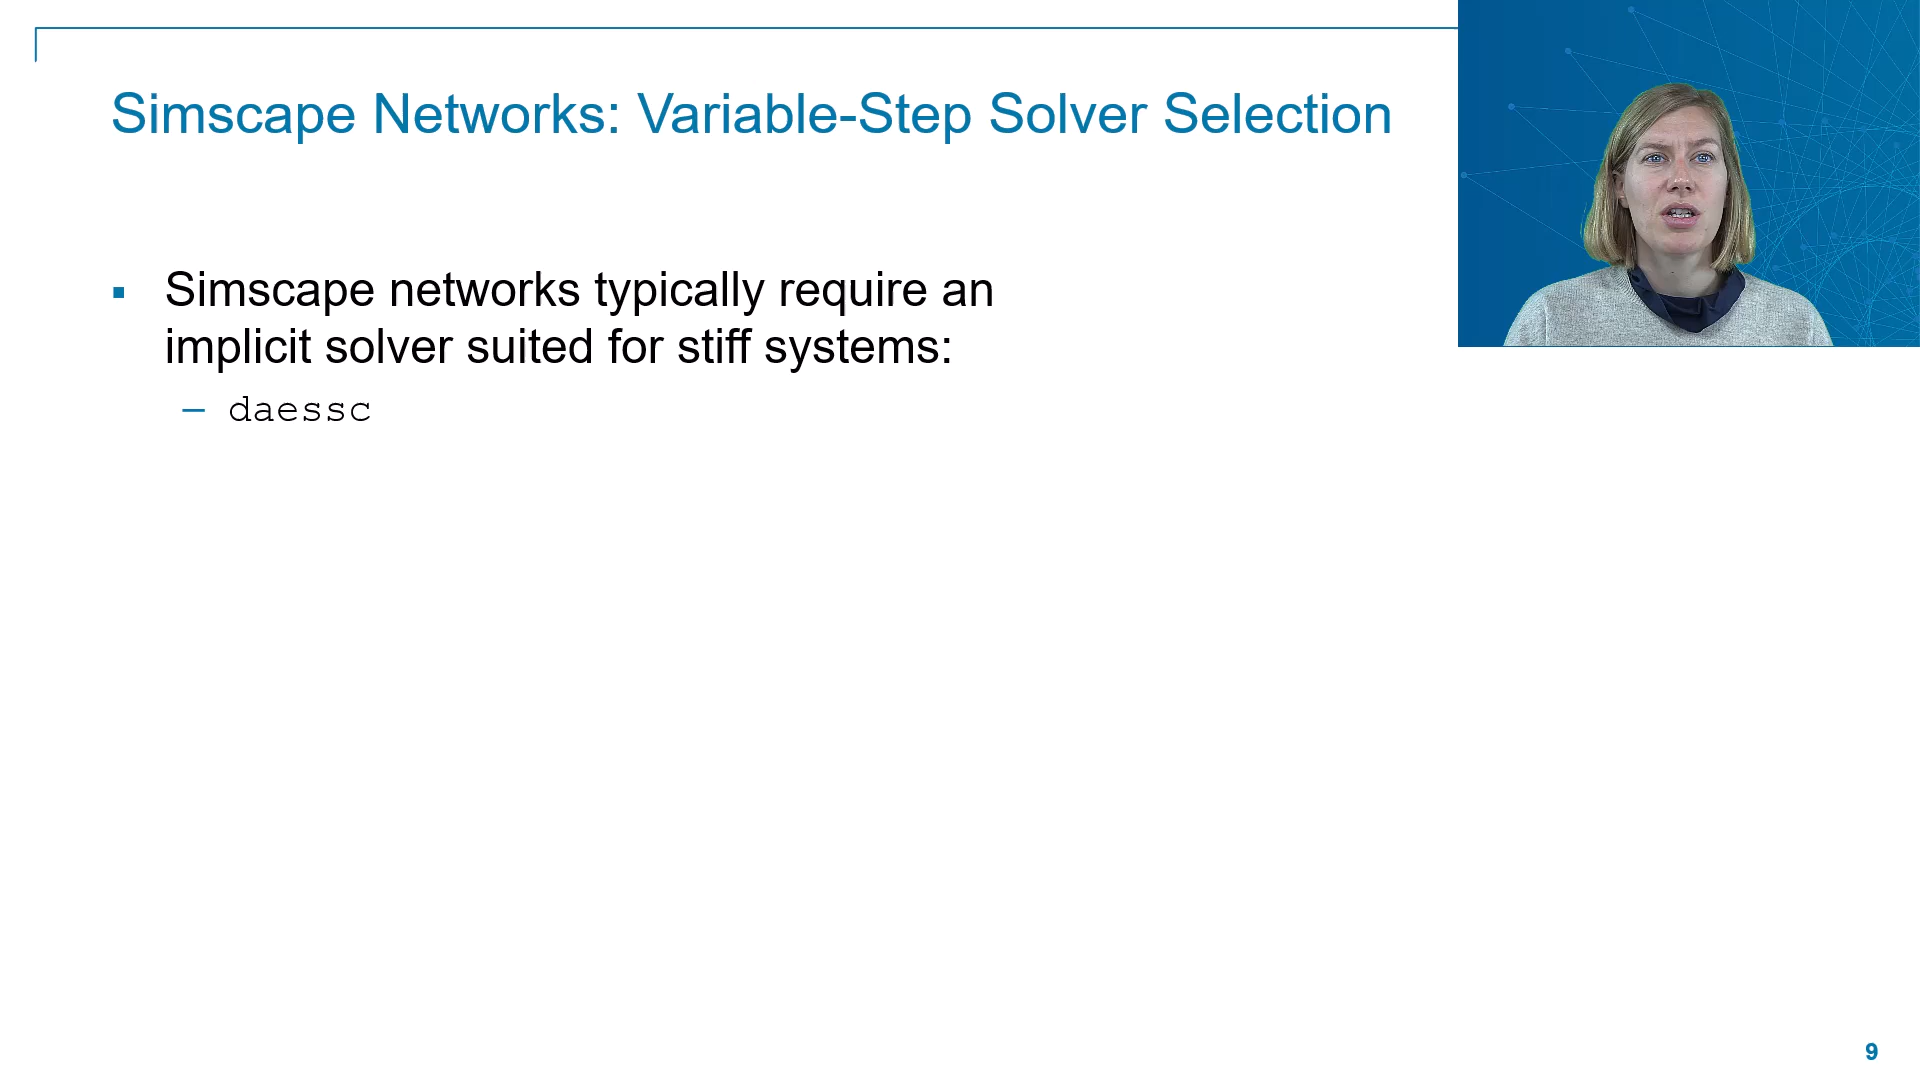 Simscape Networks: Variable-Step Solver Selection
▪ Simscape networks typically require an
implicit solver suited for stiff systems:
– daessc
9